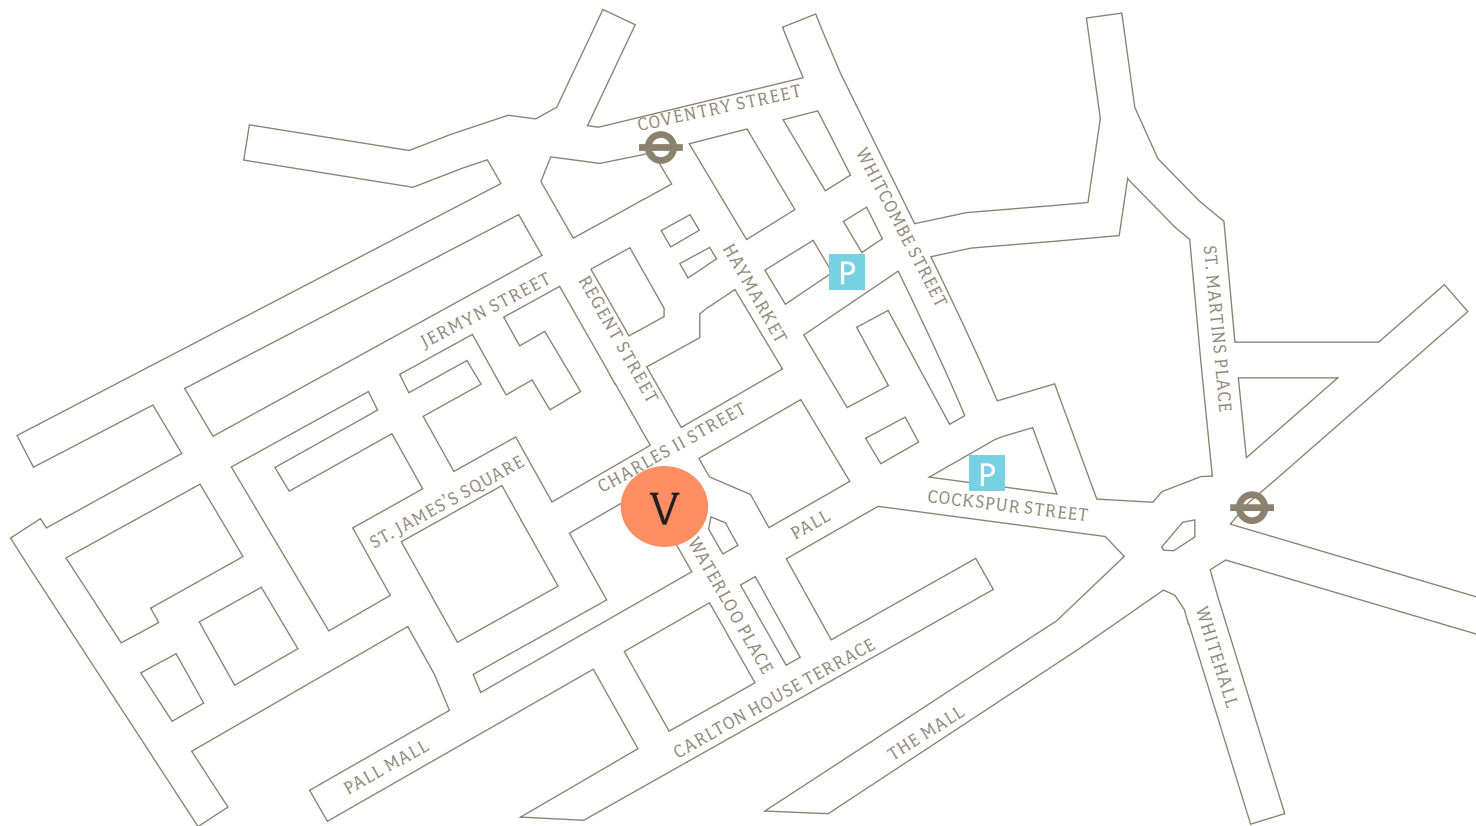 COVENTRY STREET
WHITCOMBE STREET
HAYMARKET
P
ST. MARTINS PLACE
JERMYN STREET
REGENT STREET
CHARLES II STREET
ST. JAMES'S SQUARE
P
COCKSPUR STREET
V
PALL
WATERLOO PLACE
WHITEHALL
CARLTON HOUSE TERRACE
THE MALL
PALL MALL